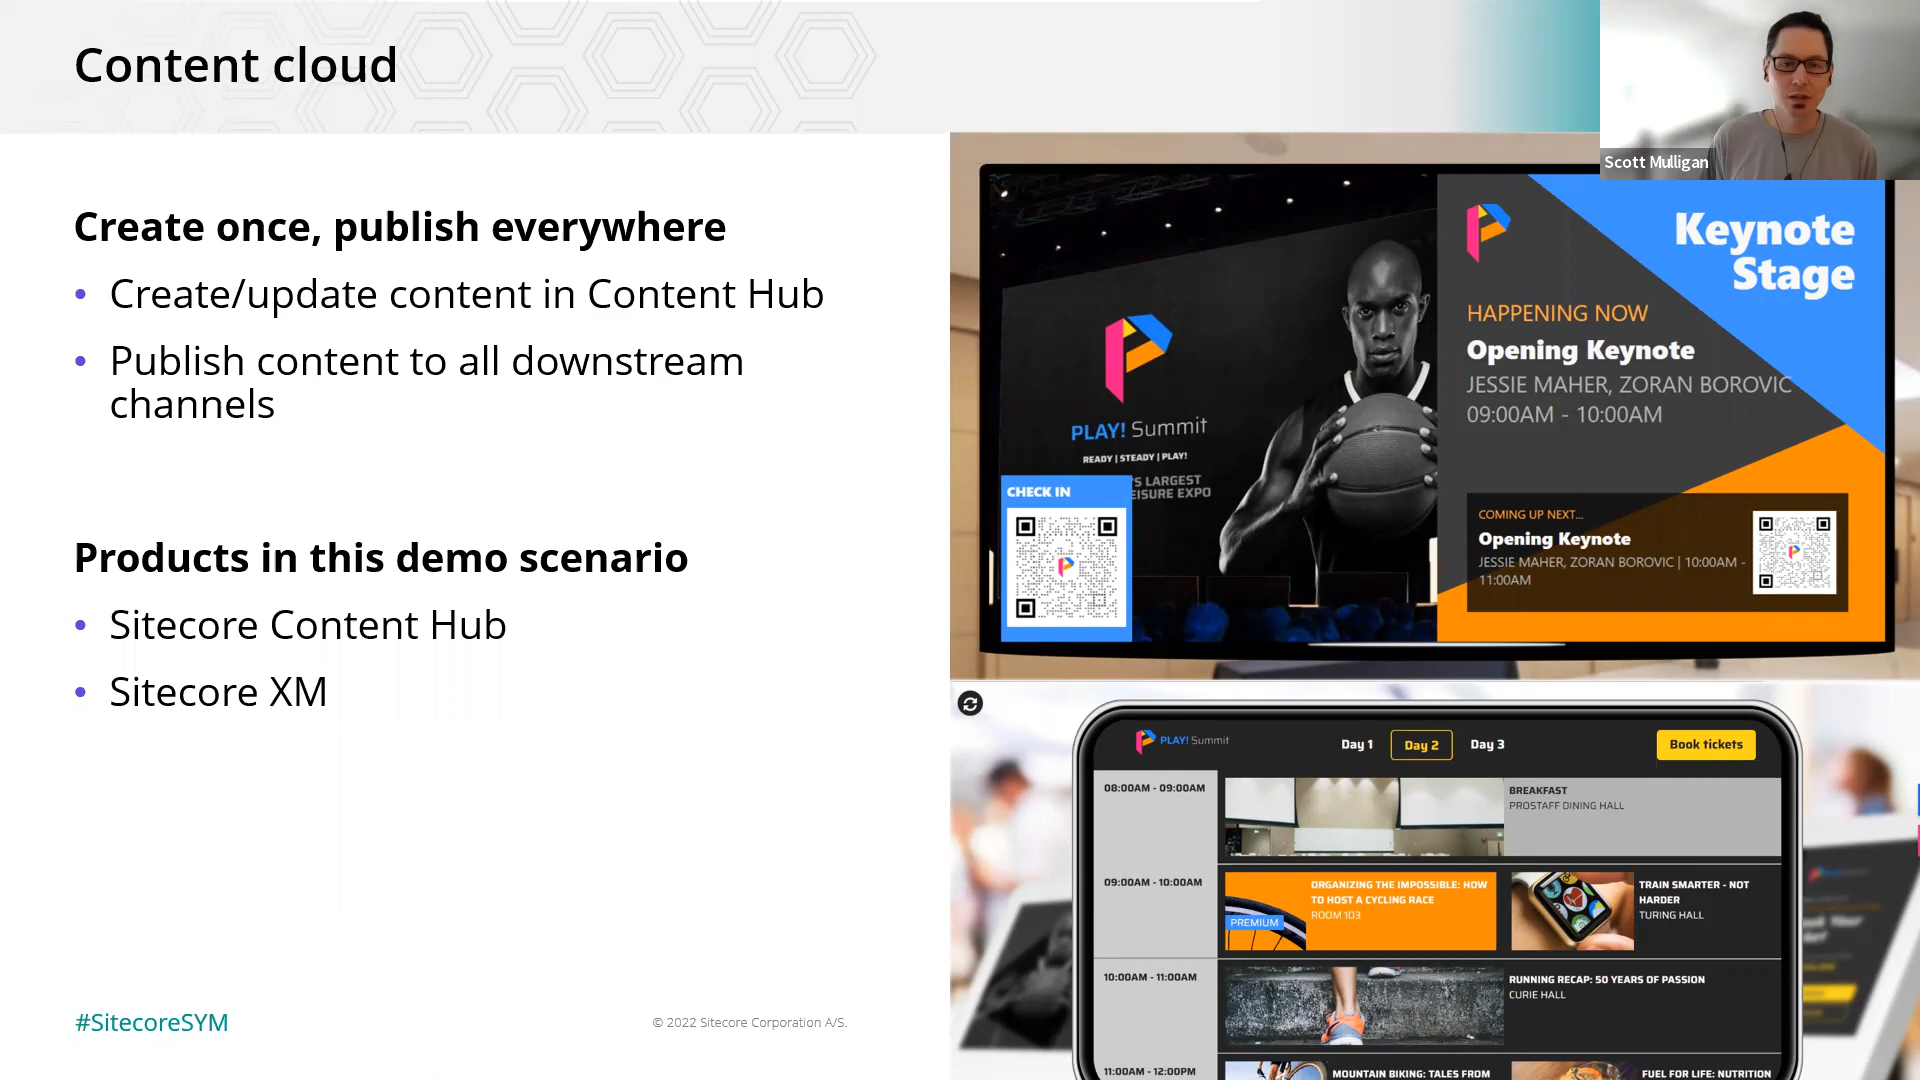 Content cloud
Scott Mulligan
Create once, publish everywhere
Create/update content in Content Hub
Publish content to all downstream
channels
Products in this demo scenario
Sitecore Content Hub
Sitecore XM
#SitecoreSYM
© 2022 Sitecore Corporation A/S.
PLAY! Summit
READY | STEADY | PLAY!
'S LARGEST
EISURE EXPO
CHECK IN
Keynote
Stage
HAPPENING NOW
Opening Keynote
JESSIE MAHER, ZORAN BOROVIC
09:00AM - 10:00AM
COMING UP NEXT...
Opening Keynote
JESSIE MAHER, ZORAN BOROVIC | 10:00AM -
11:00AM
PLAY! Summit
Day 1
Day 2
Day 3
Book tickets
08:00AM - 09:00AM
BREAKFAST
PROSTAFF DINING HALL
09:00AM - 10:00AM
ORGANIZING THE IMPOSSIBLE: HOW
TO HOST A CYCLING RACE
ROOM 103
PREMIUM
TRAIN SMARTER - NOT
HARDER
TURING HALL
10:00AM - 11:00AM
RUNNING RECAP: 50 YEARS OF PASSION
CURIE HALL
11:00AM - 12:00PM
MOUNTAIN BIKING: TALES FROM
FUEL FOR LIFE: NUTRITION